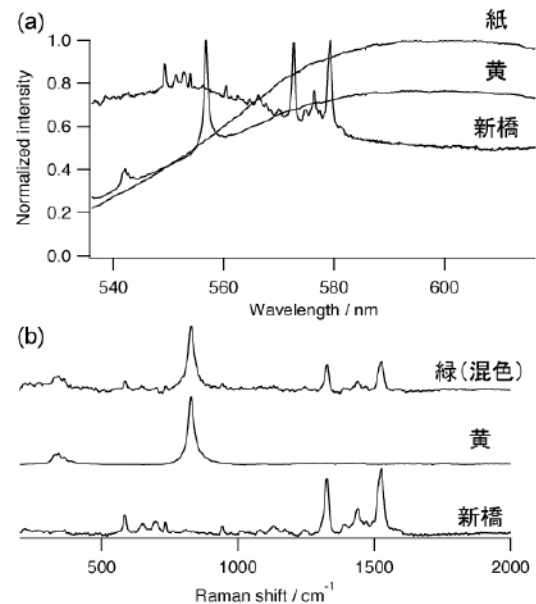 (a)
紙
黄
新橋
Normalized intensity
1.0
0.8
0.6
0.4
0.2
0.0
540 560 580 600
Wavelength / nm
(b)
緑(混色)
黄
新橋
500 1000 1500 2000
Raman shift / cm-1